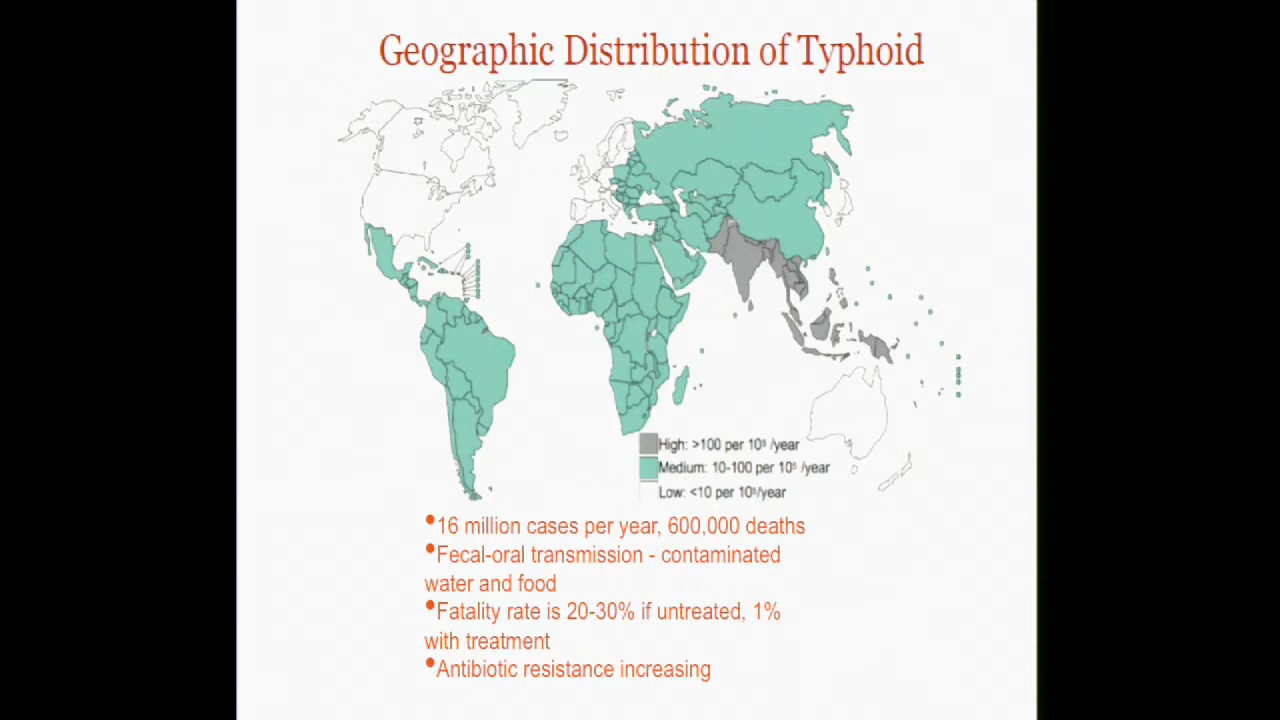 Geographic Distribution of Typhoid
High: >100 per 10⁵ /year
Medium: 10-100 per 10⁵ /year
Low: <10 per 10⁵/year
•16 million cases per year, 600,000 deaths
•Fecal-oral transmission - contaminated
water and food
•Fatality rate is 20-30% if untreated, 1%
with treatment
•Antibiotic resistance increasing